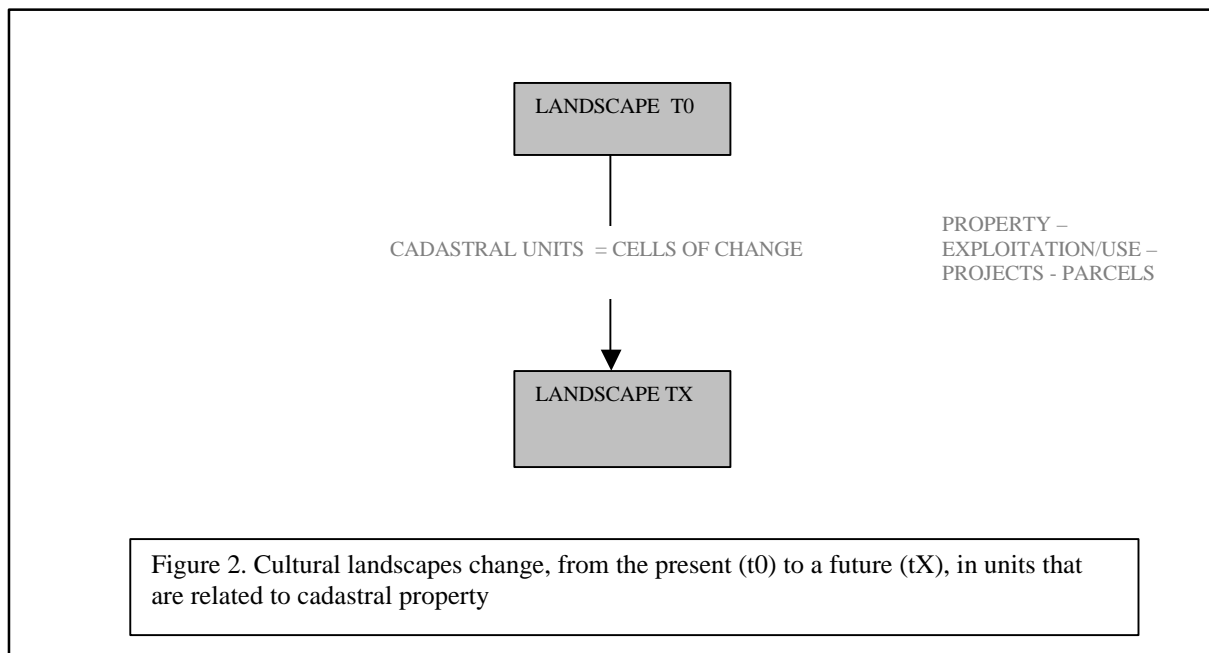 LANDSCAPE T0
CADASTRAL UNITS = CELLS OF CHANGE
PROPERTY –
EXPLOITATION/USE –
PROJECTS - PARCELS
LANDSCAPE TX
Figure 2. Cultural landscapes change, from the present (t0) to a future (tX), in units that
are related to cadastral property